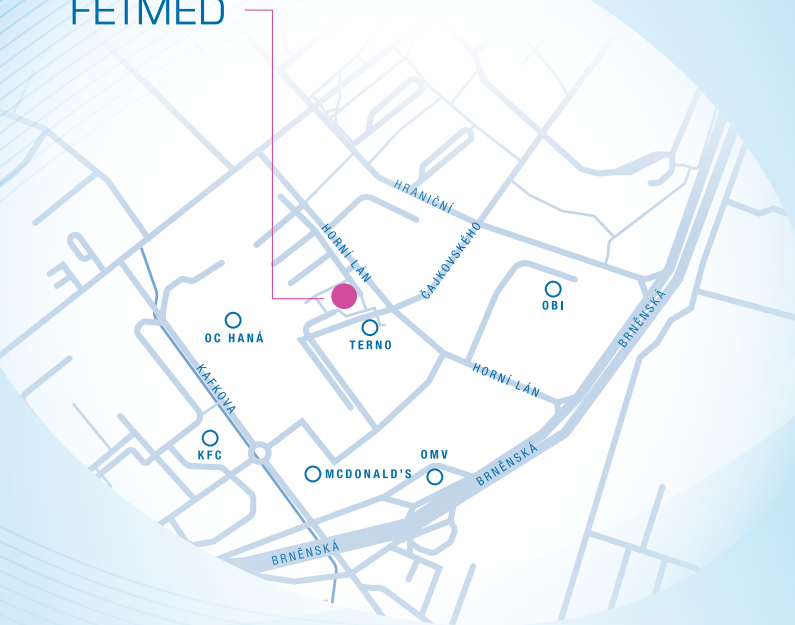 FETMED
HRANIČNÍ
HORNÍ LÁN
ČAJKOVSKÉHO
OBI
BRNĚNSKÁ
OC HANÁ
TERNO
HORNÍ LÁN
KAFKOVA
KFC
OMV
MCDONALD'S
BRNĚNSKÁ
BRNĚNSKÁ